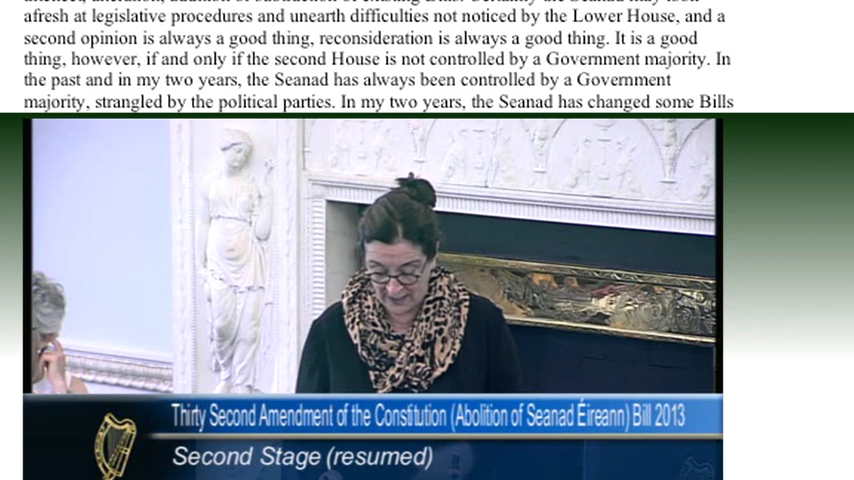 afresh at legislative procedures and unearth difficulties not noticed by the Lower House, and a
second opinion is always a good thing, reconsideration is always a good thing. It is a good
thing, however, if and only if the second House is not controlled by a Government majority. In
the past and in my two years, the Seanad has always been controlled by a Government
majority, strangled by the political parties. In my two years, the Seanad has changed some Bills
Thirty Second Amendment of the Constitution (Abolition of Seanad Éireann) Bill 2013
Second Stage (resumed)